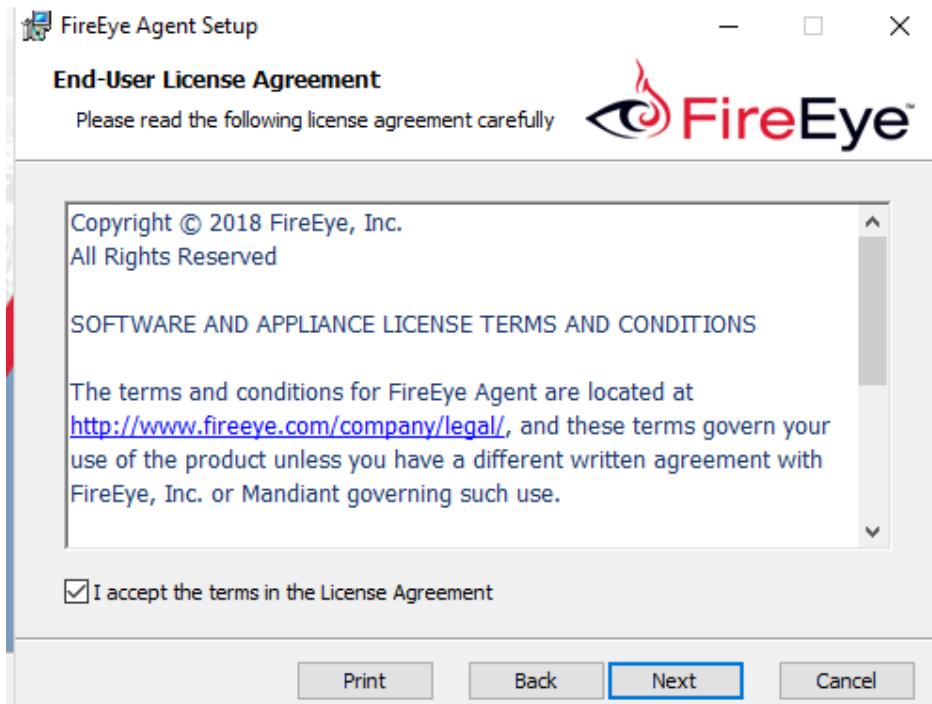 FireEye Agent Setup
End-User License Agreement
Please read the following license agreement carefully
FireEye™
Copyright © 2018 FireEye, Inc.
All Rights Reserved
SOFTWARE AND APPLIANCE LICENSE TERMS AND CONDITIONS
The terms and conditions for FireEye Agent are located at
http://www.fireeye.com/company/legal/, and these terms govern your
use of the product unless you have a different written agreement with
FireEye, Inc. or Mandiant governing such use.
I accept the terms in the License Agreement
Print Back Next Cancel